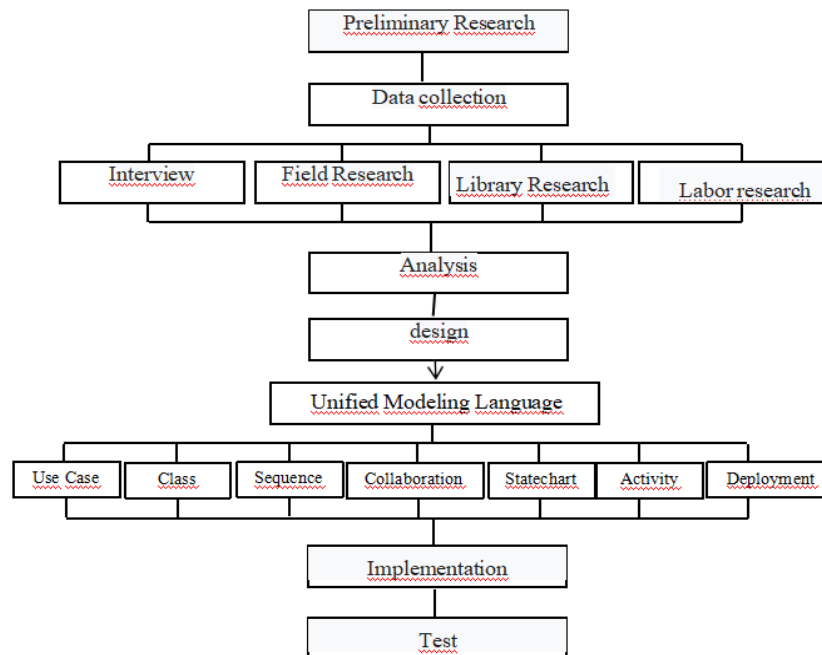 Preliminary Research
Data collection
Interview
Field Research
Library Research
Labor research
Analysis
design
Unified Modeling Language
Use Case
Class
Sequence
Collaboration
Statechart
Activity
Deployment
Implementation
Test